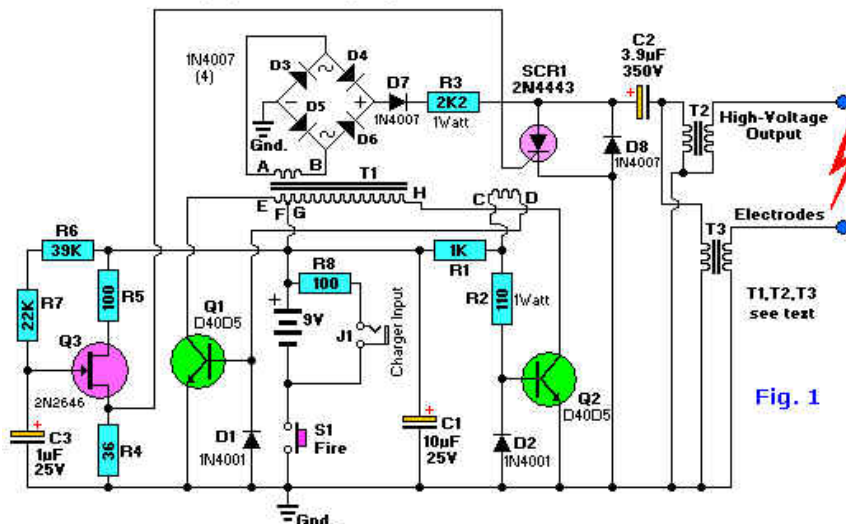 1N4007
(4)
D3
D4
D5
D6
Gnd.
D7
1N4007
R3
2K2
1Watt
SCR1
2N4443
C2
3.9µF
350V
+
T2
High-Voltage
Output
D8
1N4007
A
B
T1
E
F
G
H
C
D
Electrodes
T3
R6
39K
R7
22K
100
R5
Q1
D40D5
R8
100
+
9V
J1
Charger Input
1K
R1
R2
110
1Watt
T1,T2,T3
see text
Q3
2N2646
Q2
D40D5
Fig. 1
+
C3
1µF
25V
36
R4
D1
1N4001
S1
Fire
+
C1
10µF
25V
D2
1N4001
Gnd.